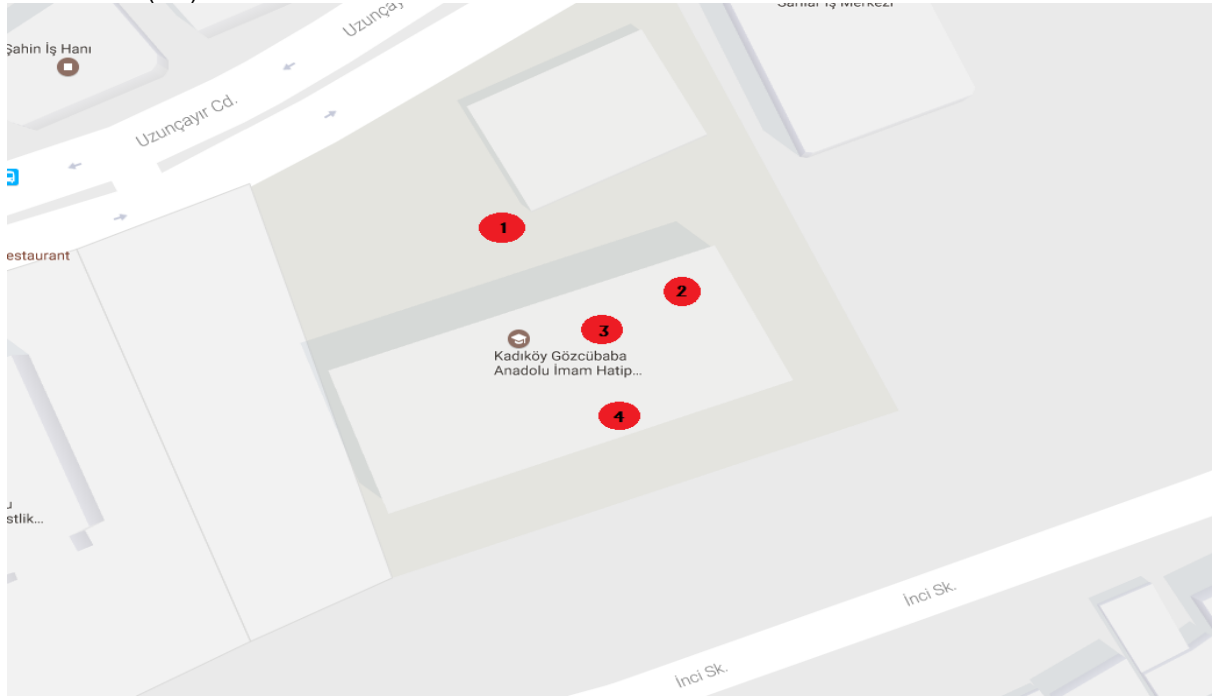 Uzunçay
Şahin İş Hanı
Uzunçayır Cd.
estaurant
1
2
3
Kadıköy Gözcübaba
Anadolu İmam Hatip...
4
stlik...
İnci Sk.
İnci Sk.